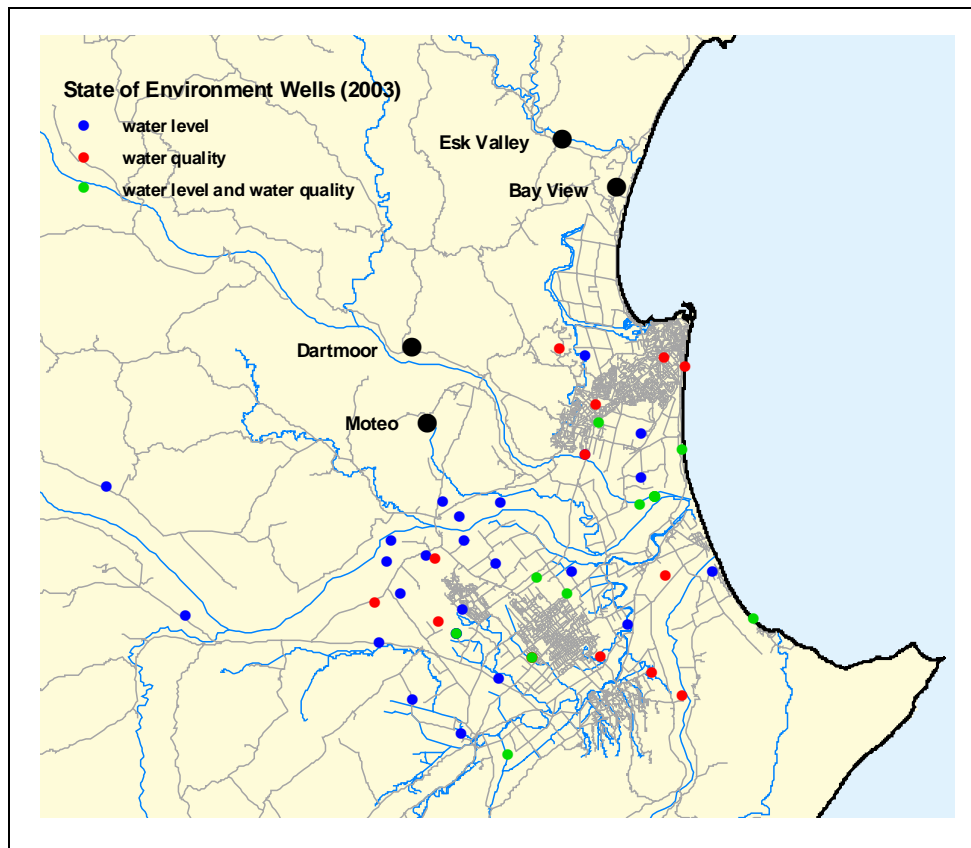 State of Environment Wells (2003)
water level
water quality
water level and water quality
Esk Valley
Bay View
Dartmoor
Moteo